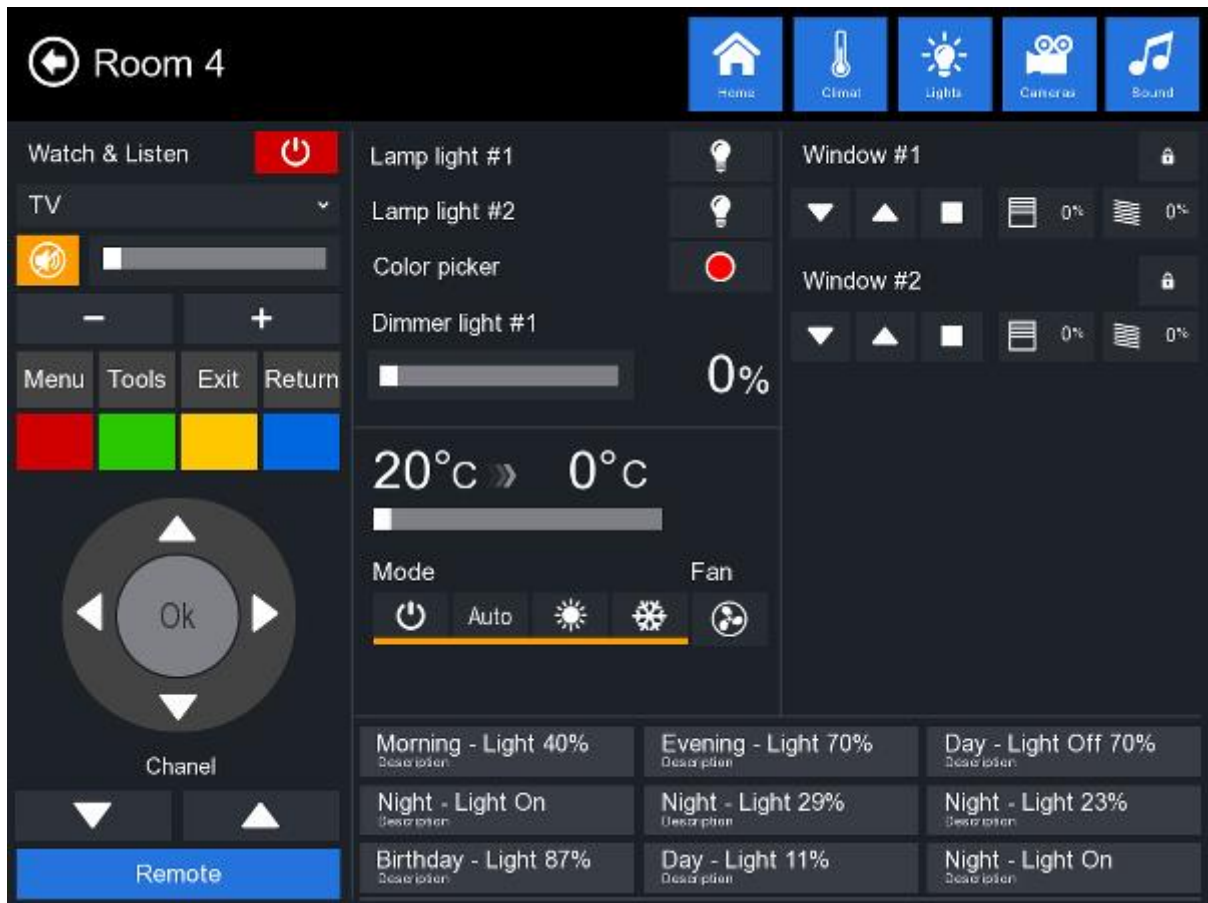 Room 4
Home
Climat
Lights
Cameras
Sound
Watch & Listen
TV
Menu Tools Exit Return
Ok
Chanel
Remote
Lamp light #1
Lamp light #2
Color picker
Dimmer light #1
0%
20°C » 0°C
Mode Fan
Auto
Window #1
0% 0%
Window #2
0% 0%
Morning - Light 40%
Description
Evening - Light 70%
Description
Day - Light Off 70%
Description
Night - Light On
Description
Night - Light 29%
Description
Night - Light 23%
Description
Birthday - Light 87%
Description
Day - Light 11%
Description
Night - Light On
Description